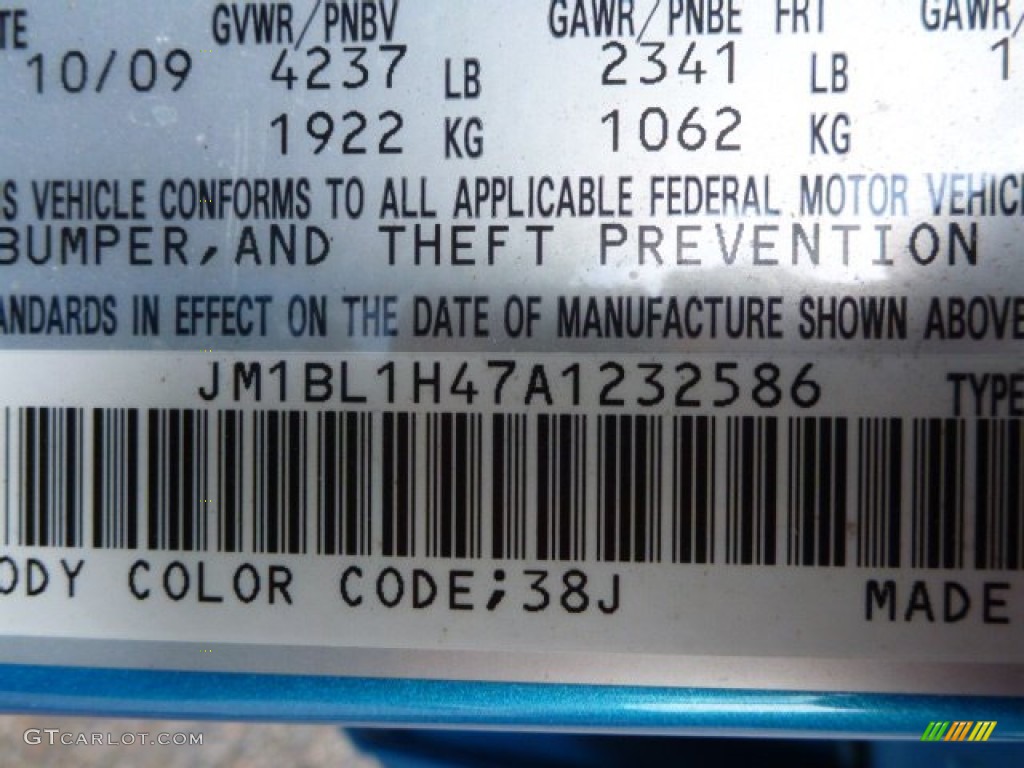 TE GVWR/PNBV GAWR/PNBE FRT GAWR/
10/09 4237 LB 2341 LB 1
1922 KG 1062 KG
S VEHICLE CONFORMS TO ALL APPLICABLE FEDERAL MOTOR VEHIC
BUMPER, AND THEFT PREVENTION
ANDARDS IN EFFECT ON THE DATE OF MANUFACTURE SHOWN ABOVE
JM1BL1H47A1232586 TYPE
ODY COLOR CODE;38J MADE
GTCARLOT.COM